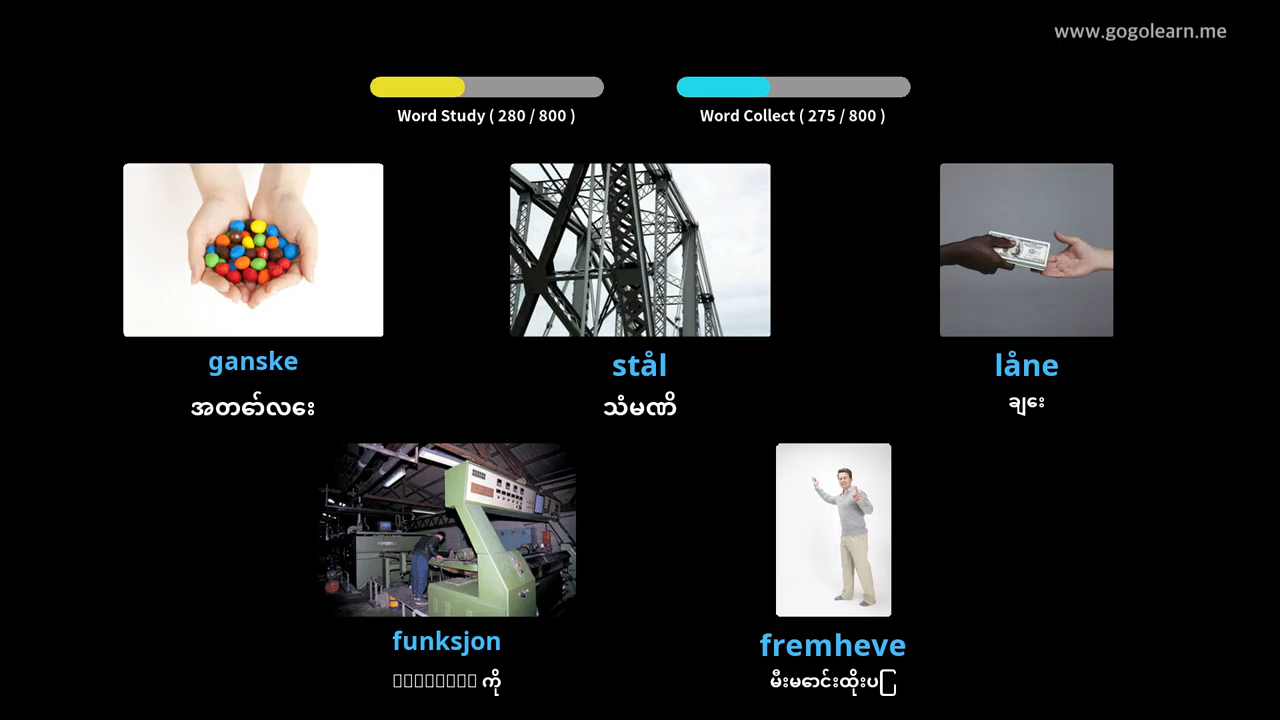 www.gogolearn.me
Word Study ( 280 / 800 )
Word Collect ( 275 / 800 )
ganske
stål
låne
အတော်လေး
သံမဏိ
ချေး
funksjon
fremheve
ကို
မီးမောင်းထိုးပြ